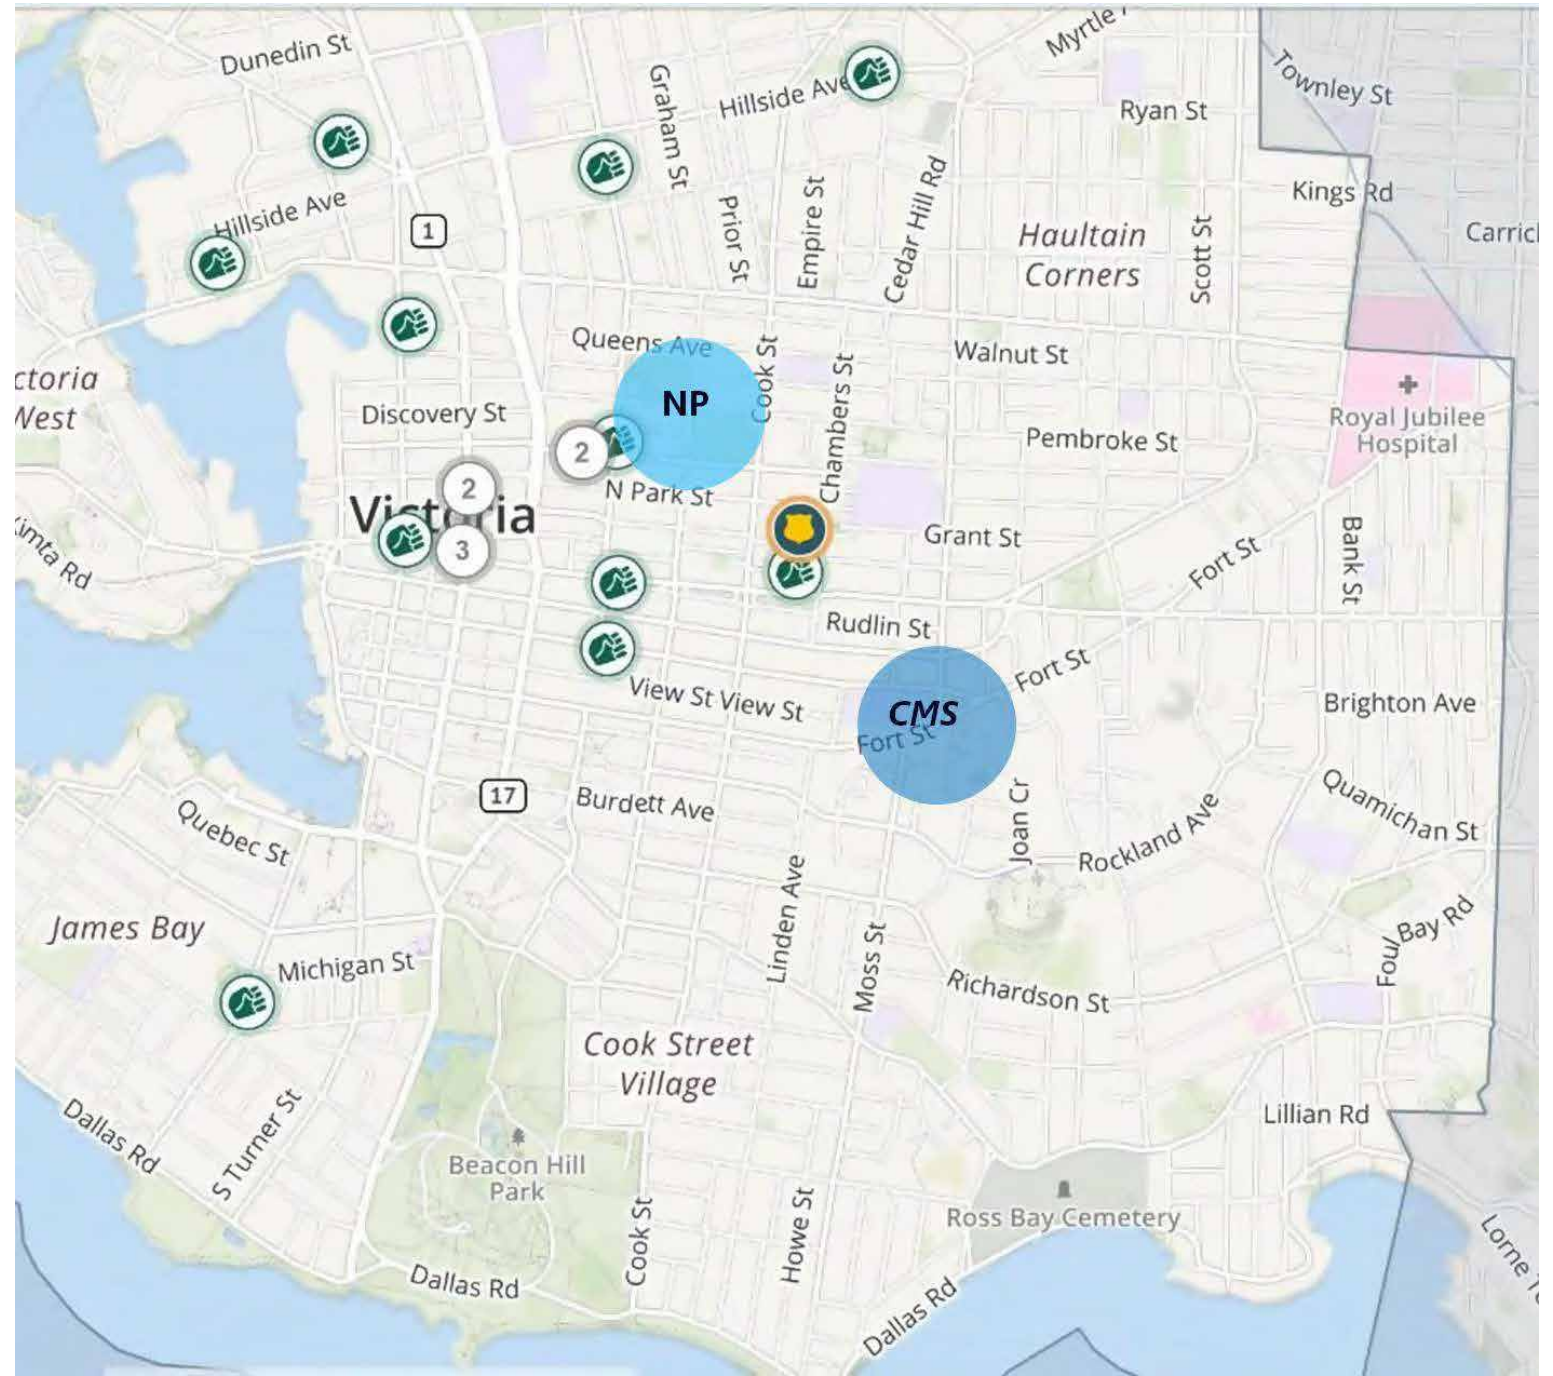 Dunedin St
Graham St
Hillside Ave
Myrtle
Townley St
Ryan St
Kings Rd
Hillside Ave
1
Prior St
Empire St
Cedar Hill Rd
Haultain
Corners
Scott St
Queens Ave
Cook St
Walnut St
Discovery St
NP
Chambers St
Pembroke St
Royal Jubilee
Hospital
West
2
2
N Park St
Victoria
3
Grant St
Fort St
Bank St
Rudlin St
Fort St
View St View St
CMS
Fort St
Brighton Ave
17
Burdett Ave
Quebec St
Joan Cr
Rockland Ave
Quamichan St
James Bay
Michigan St
Linden Ave
Moss St
Foul Bay Rd
Richardson St
Cook Street
Village
Dallas Rd
S Turner St
Lillian Rd
Beacon Hill
Park
Cook St
Howe St
Ross Bay Cemetery
Dallas Rd
Dallas Rd
Lorne